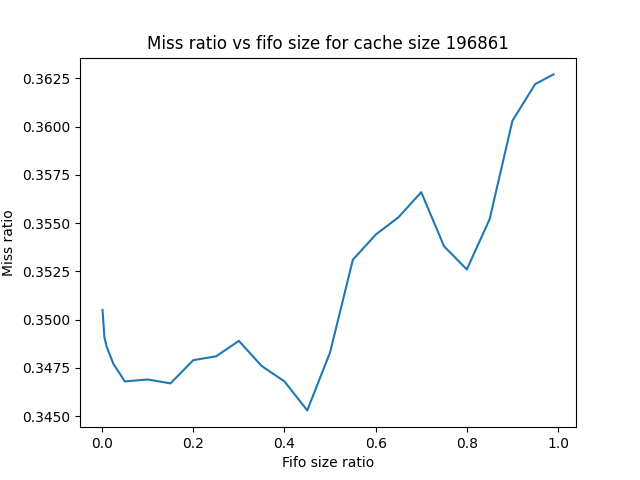 Miss ratio vs fifo size for cache size 196861
0.3625
0.3600
0.3575
0.3550
0.3525
0.3500
0.3475
0.3450
Miss ratio
0.0 0.2 0.4 0.6 0.8 1.0
Fifo size ratio